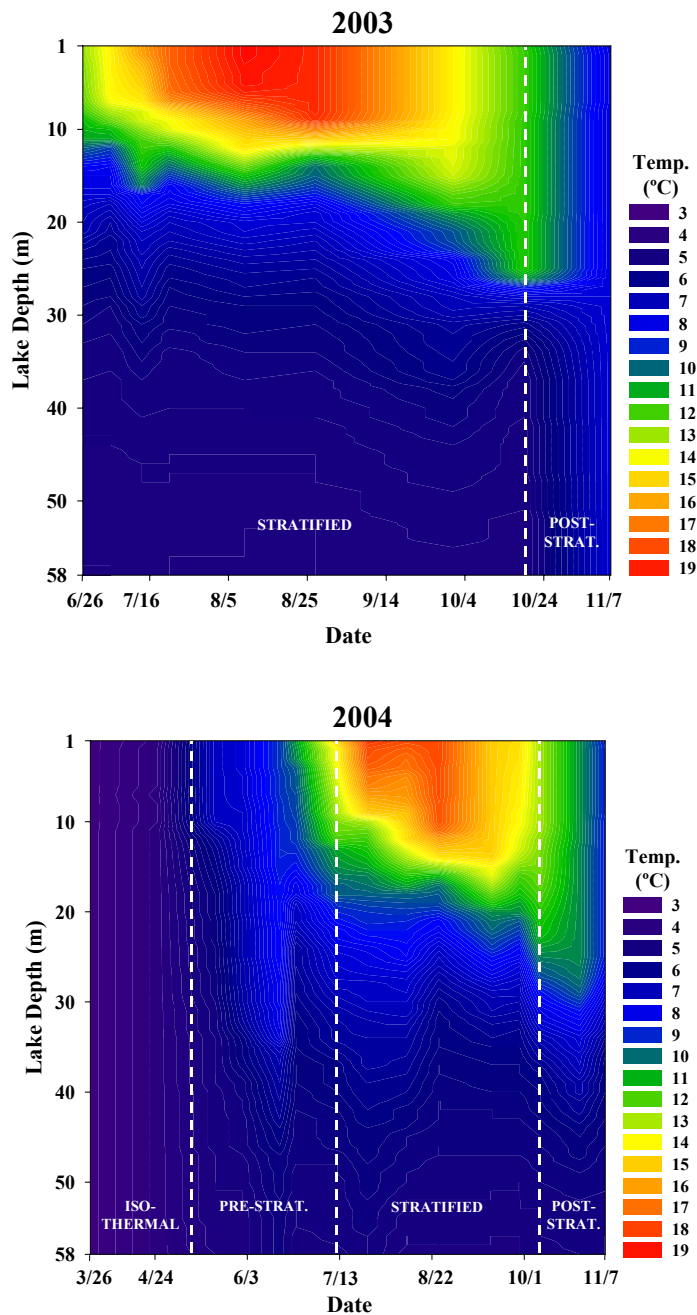 2003
1
10
20
30
40
50
58
Lake Depth (m)
STRATIFIED
POST-
STRAT.
6/26 7/16 8/5 8/25 9/14 10/4 10/24 11/7
Date
Temp.
(ºC)
3
4
5
6
7
8
9
10
11
12
13
14
15
16
17
18
19
2004
1
10
20
30
40
50
58
Lake Depth (m)
ISO-
THERMAL
PRE-STRAT.
STRATIFIED
POST-
STRAT.
3/26 4/24 6/3 7/13 8/22 10/1 11/7
Date
Temp.
(ºC)
3
4
5
6
7
8
9
10
11
12
13
14
15
16
17
18
19